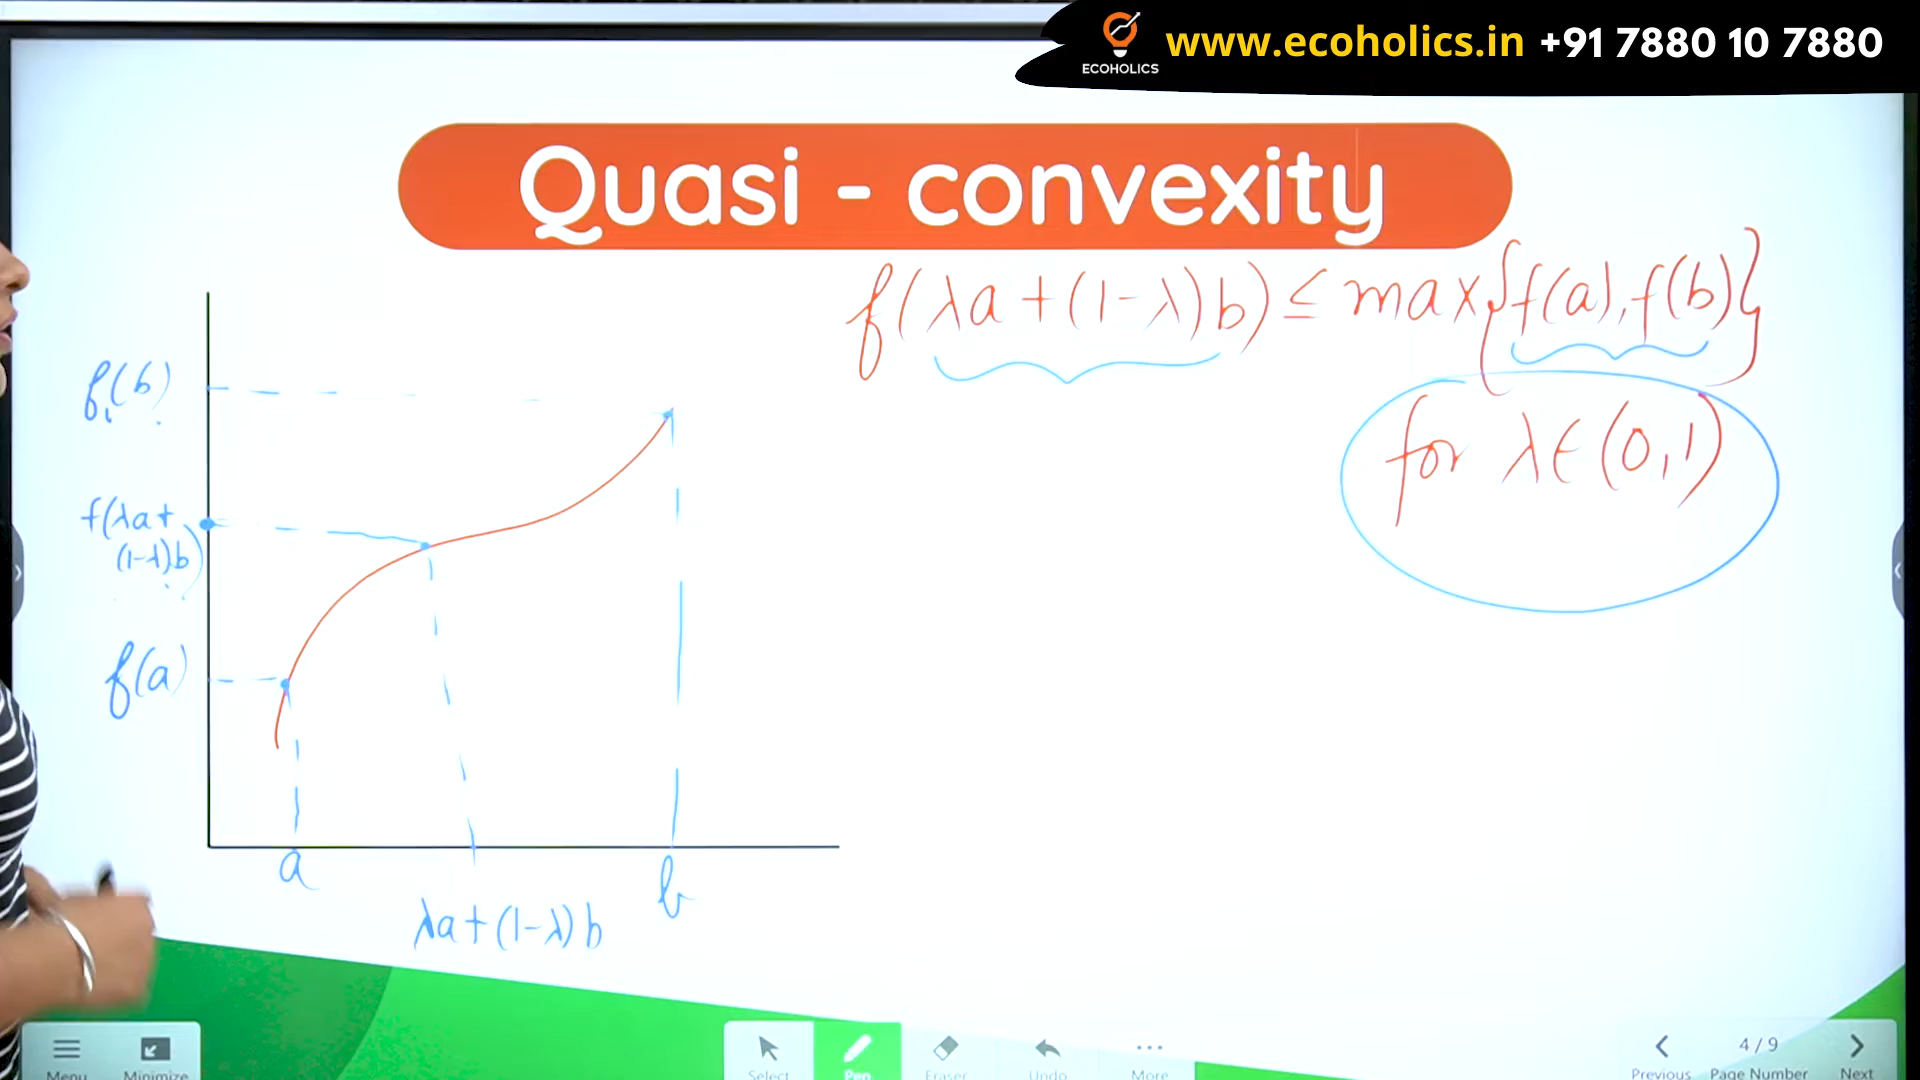 www.ecoholics.in +91 7880 10 7880
ECOHOLICS
Quasi - convexity
f(λa+(1-λ)b) ≤ max{f(a), f(b)}
for λ∈(0,1)
f(b)
f(λa+
(1-λ)b)
f(a)
a
b
λa+(1-λ)b
Menu
Minimize
Select
Pen
Eraser
Undo
More
Previous
4 / 9
Page Number
Next